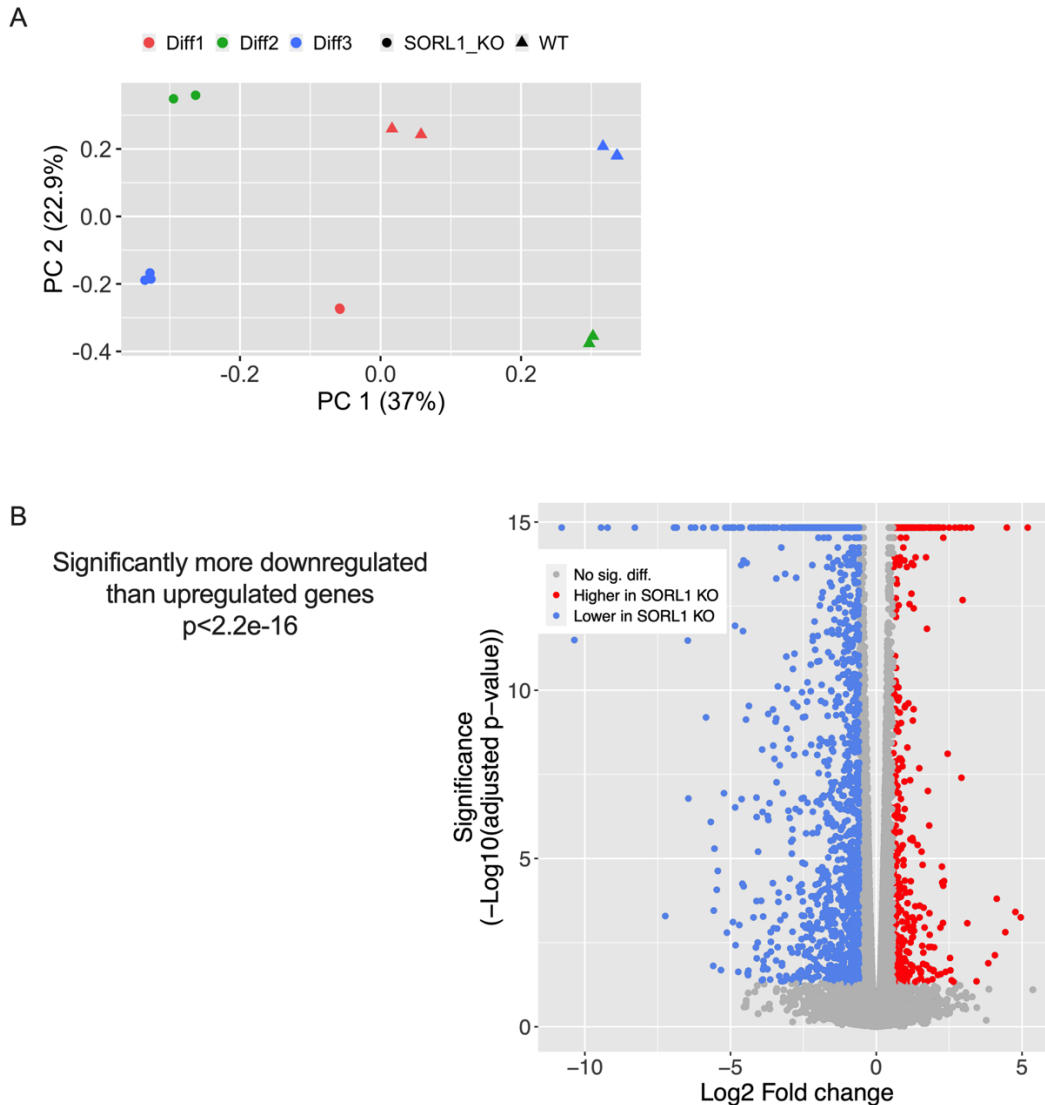 A
Diff1 Diff2 Diff3 SORL1_KO WT
0.2
0.0
-0.2
-0.4
PC 2 (22.9%)
-0.2 0.0 0.2
PC 1 (37%)
B
Significantly more downregulated
than upregulated genes
p<2.2e-16
Significance
(−Log10(adjusted p−value))
15
10
5
0
No sig. diff.
Higher in SORL1 KO
Lower in SORL1 KO
−10 −5 0 5
Log2 Fold change